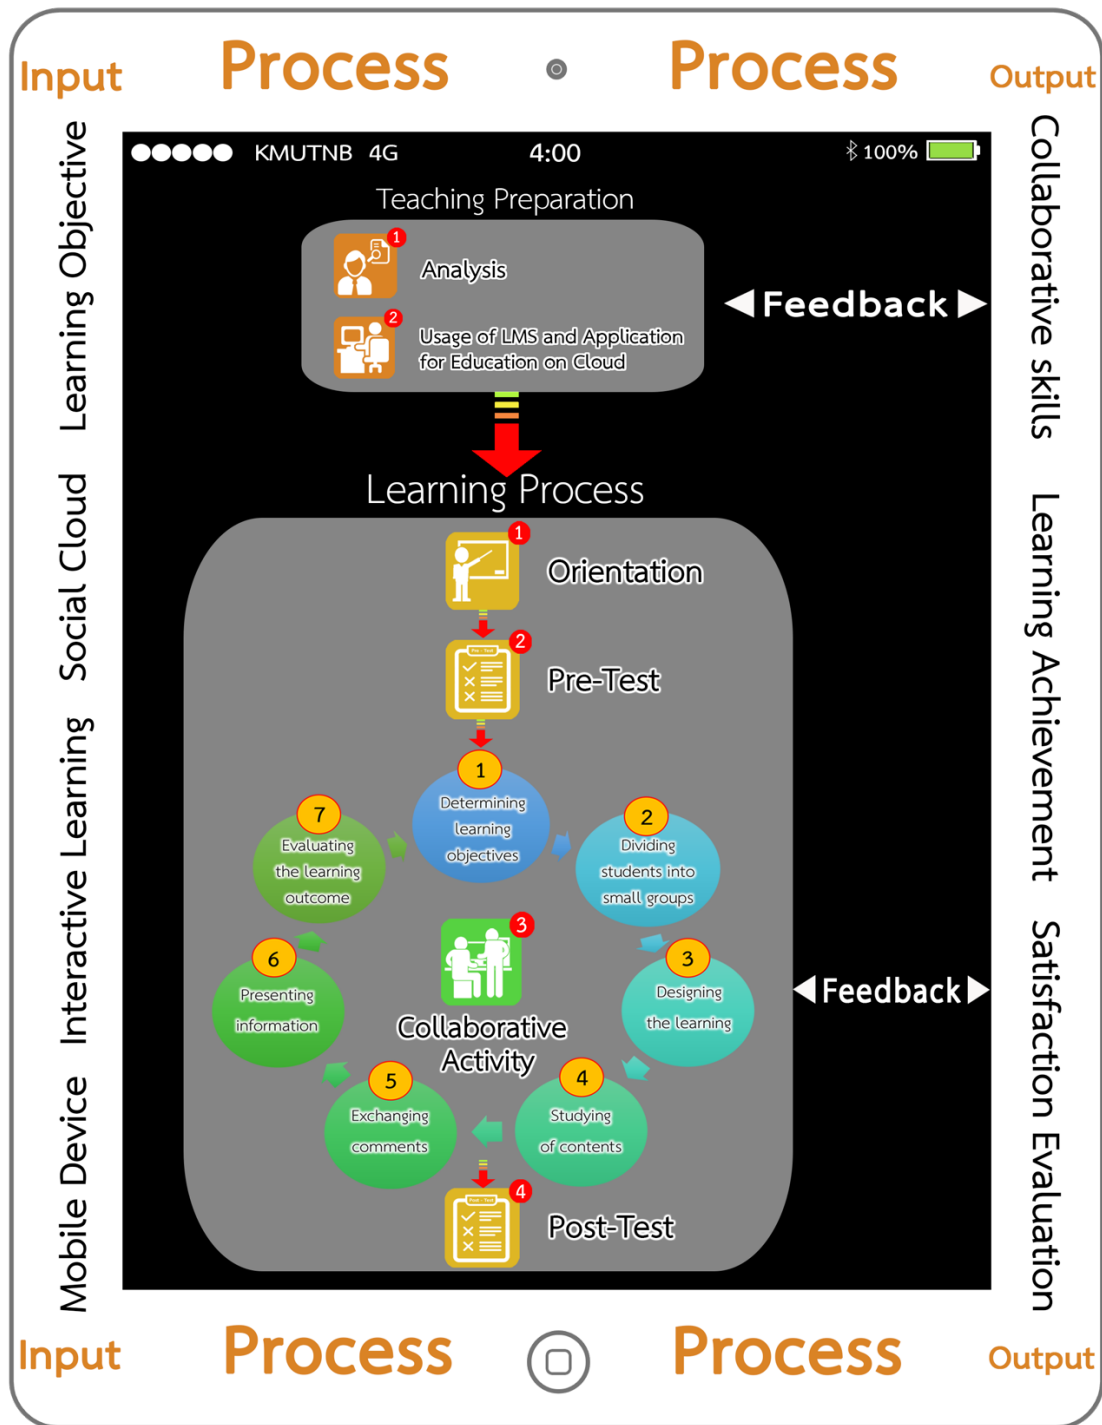 Input
Process
Process
Output
Learning Objective
Social Cloud
Interactive Learning
Mobile Device
KMUTNB 4G
4:00
100%
Teaching Preparation
1
Analysis
2
Usage of LMS and Application
for Education on Cloud
Feedback
Learning Process
1
Orientation
2
Pre - Test
Pre-Test
1
Determining
learning
objectives
2
Dividing
students into
small groups
3
Designing
the learning
4
Studying
of contents
5
Exchanging
comments
6
Presenting
information
7
Evaluating
the learning
outcome
3
Collaborative
Activity
4
Post - Test
Post-Test
Feedback
Collaborative skills
Learning Achievement
Satisfaction Evaluation
Input
Process
Process
Output